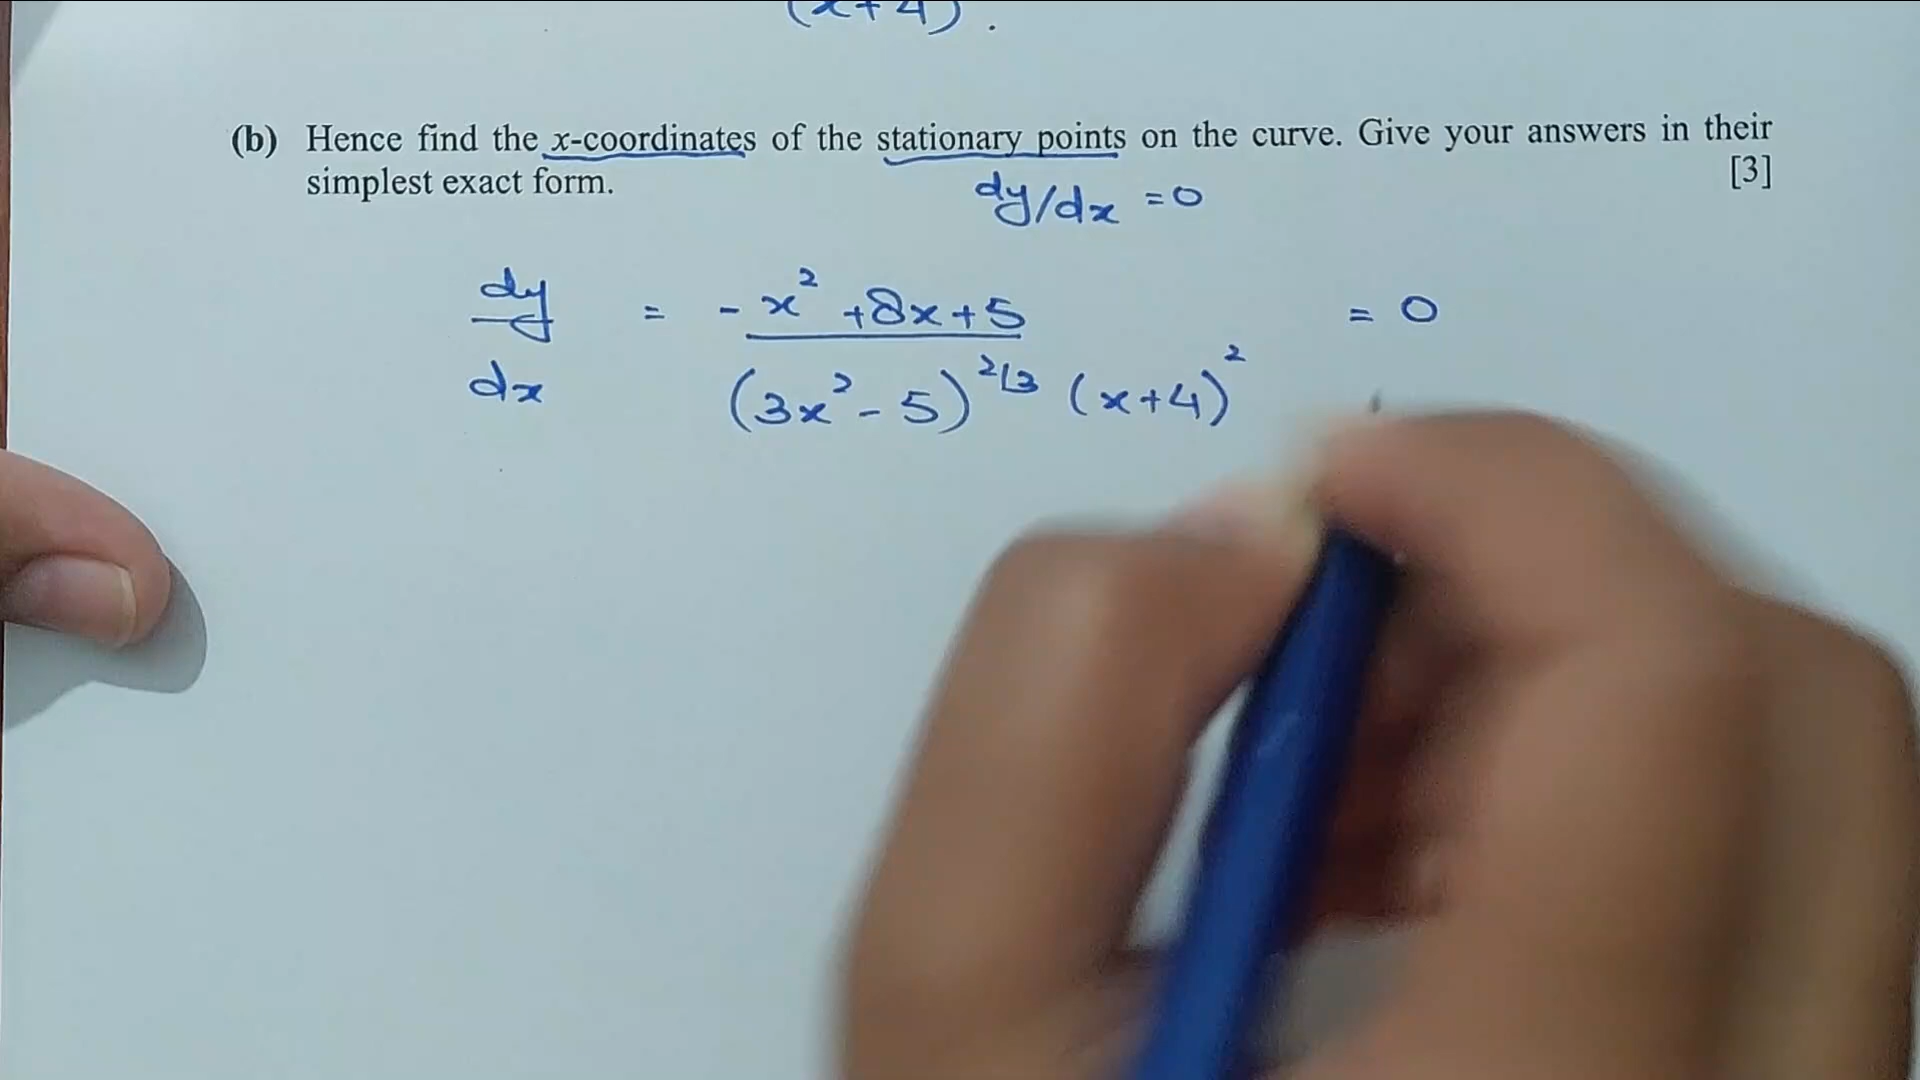 (x+4).
(b) Hence find the x-coordinates of the stationary points on the curve. Give your answers in their
simplest exact form. [3]
dy/dx = 0
dy/dx = -x² + 8x + 5 / (3x² - 5)^2/3 (x+4)² = 0